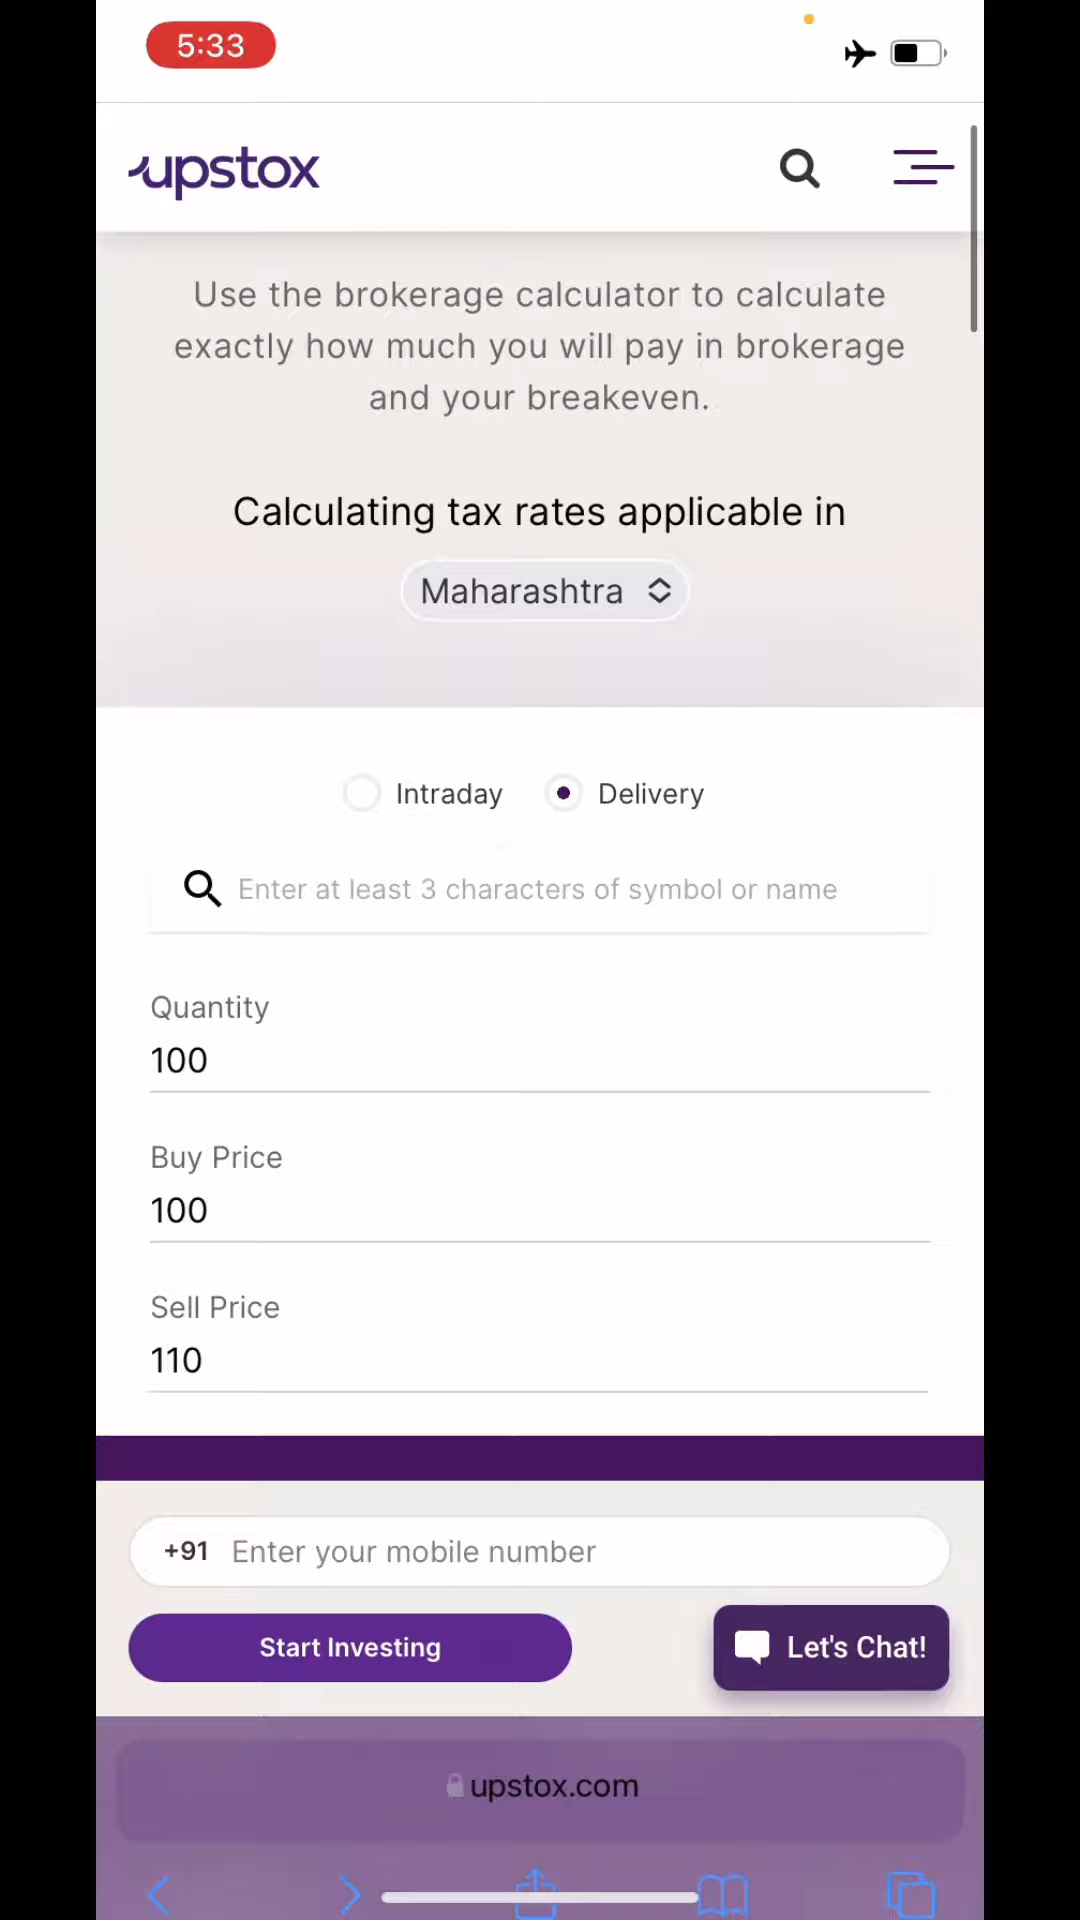 5:33
upstox
Use the brokerage calculator to calculate
exactly how much you will pay in brokerage
and your breakeven.
Calculating tax rates applicable in
Maharashtra
Intraday
Delivery
Enter at least 3 characters of symbol or name
Quantity
100
Buy Price
100
Sell Price
110
+91 Enter your mobile number
Start Investing
Let's Chat!
upstox.com